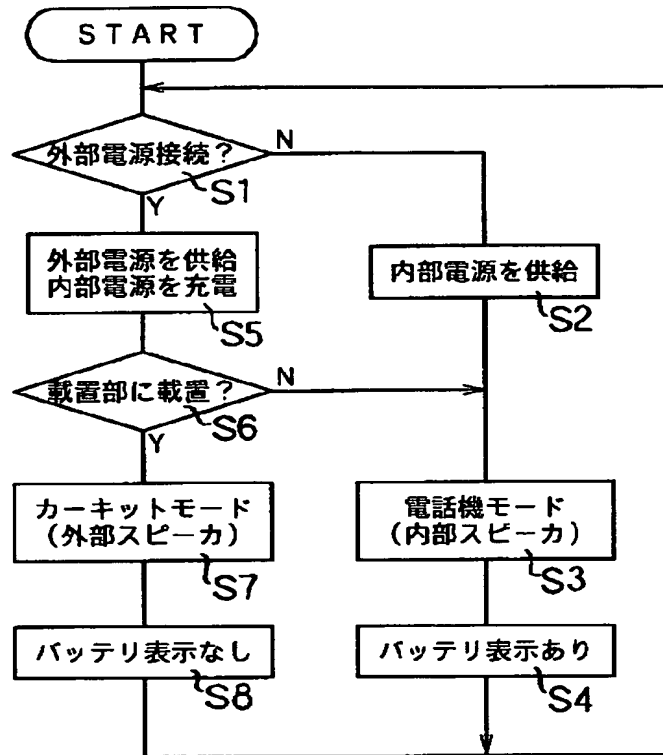 START
外部電源接続？
N
S1
Y
外部電源を供給
内部電源を充電
S5
内部電源を供給
S2
載置部に載置？
N
S6
Y
カーキットモード
（外部スピーカ）
S7
電話機モード
（内部スピーカ）
S3
バッテリ表示なし
S8
バッテリ表示あり
S4